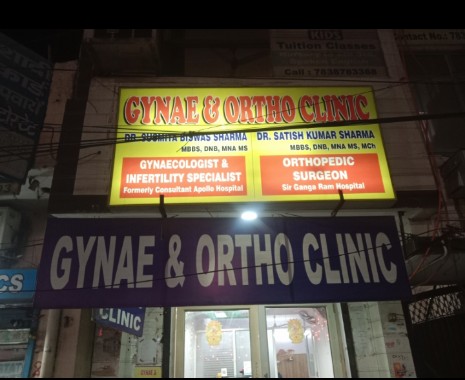 KIDS
Tuition Classes
GYNAE & ORTHO CLINIC
DR. SUSMITA BISWAS SHARMA
MBBS, DNB, MNA MS
GYNAECOLOGIST &
INFERTILITY SPECIALIST
Formerly Consultant Apollo Hospital
DR. SATISH KUMAR SHARMA
MBBS, DNB, MNA MS, MCh
ORTHOPEDIC
SURGEON
Sir Ganga Ram Hospital
GYNAE & ORTHO CLINIC
CS
CLINIC